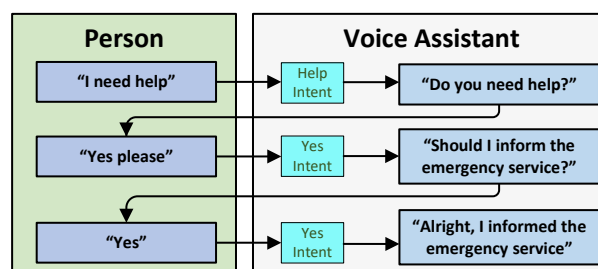 Person
Voice Assistant
“I need help”
Help
Intent
“Do you need help?”
“Yes please”
Yes
Intent
“Should I inform the
emergency service?”
“Yes”
Yes
Intent
“Alright, I informed the
emergency service”